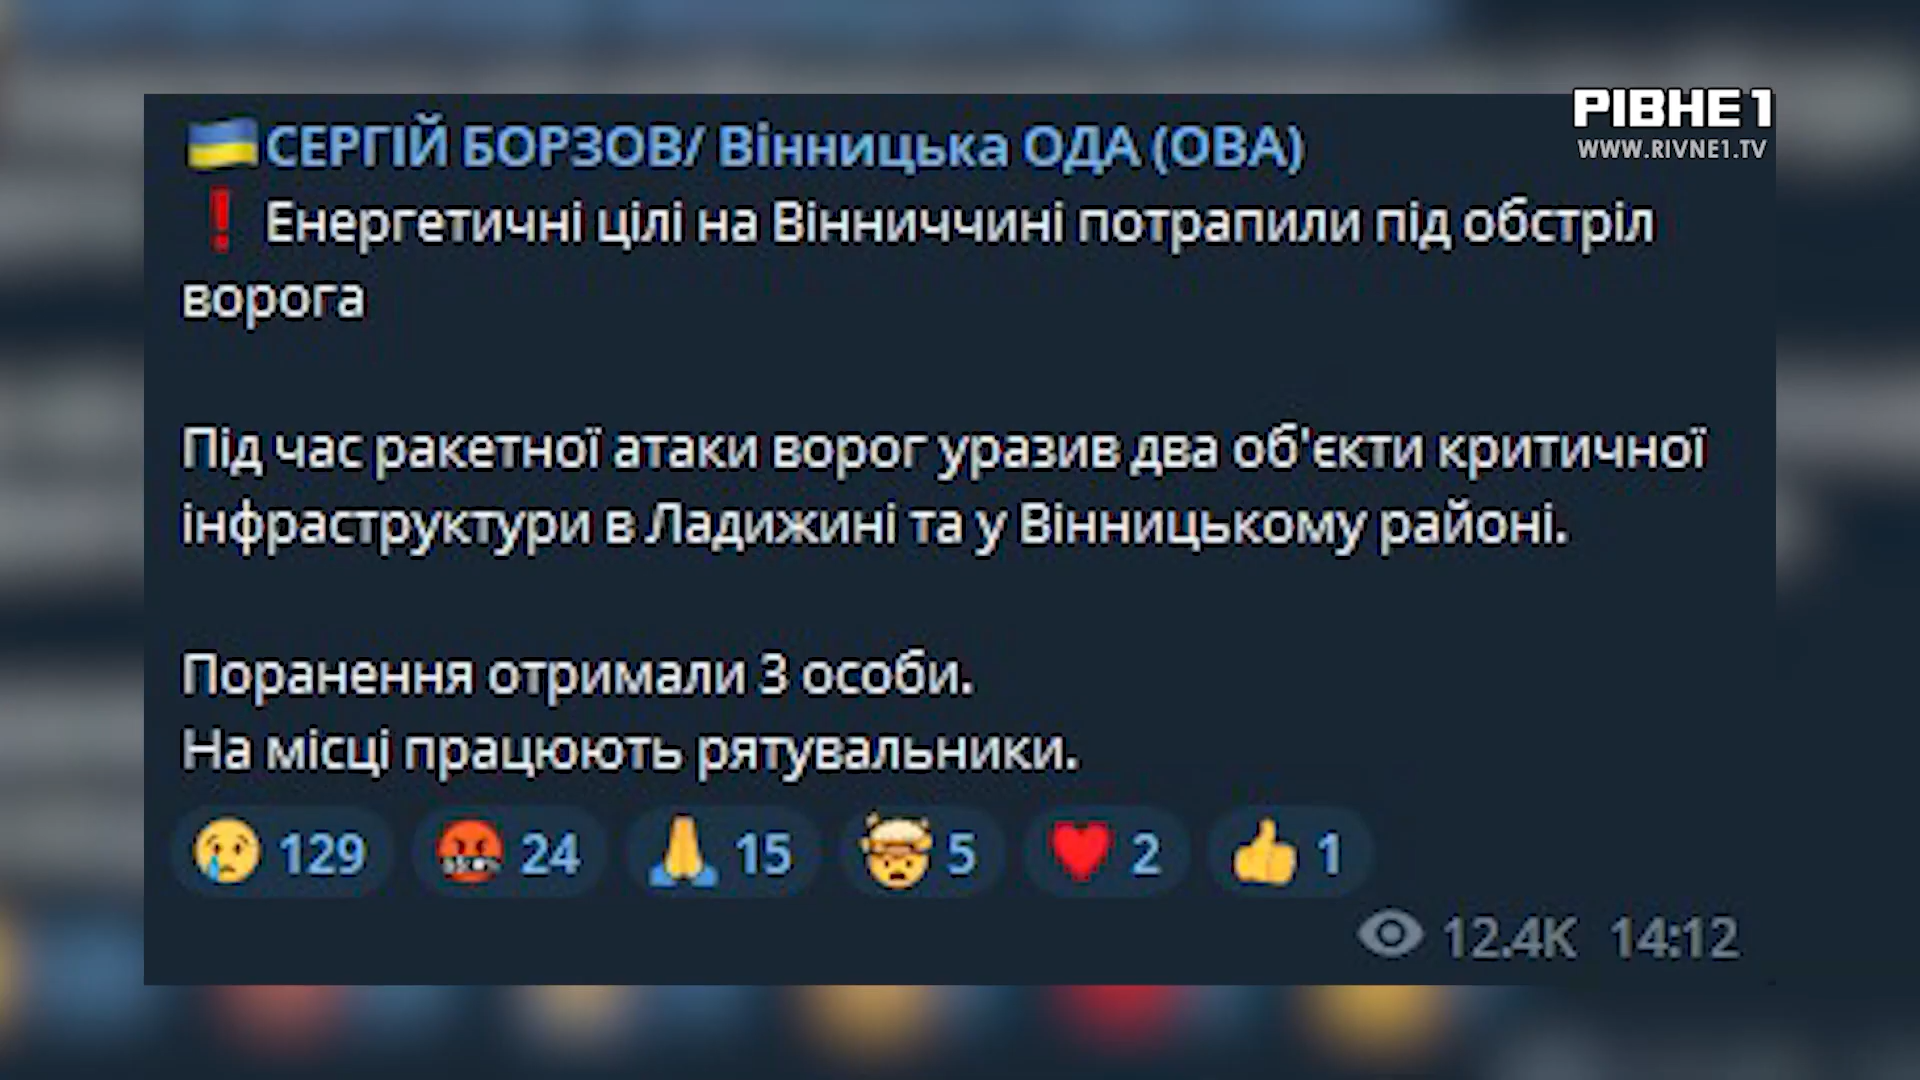 РІВНЕ 1
WWW.RIVNE1.TV
СЕРГІЙ БОРЗОВ/ Вінницька ОДА (ОВА)
❗ Енергетичні цілі на Вінниччині потрапили під обстріл
ворога
Під час ракетної атаки ворог уразив два об'єкти критичної
інфраструктури в Ладижині та у Вінницькому районі.
Поранення отримали 3 особи.
На місці працюють рятувальники.
129 24 15 5 2 1
12.4K 14:12